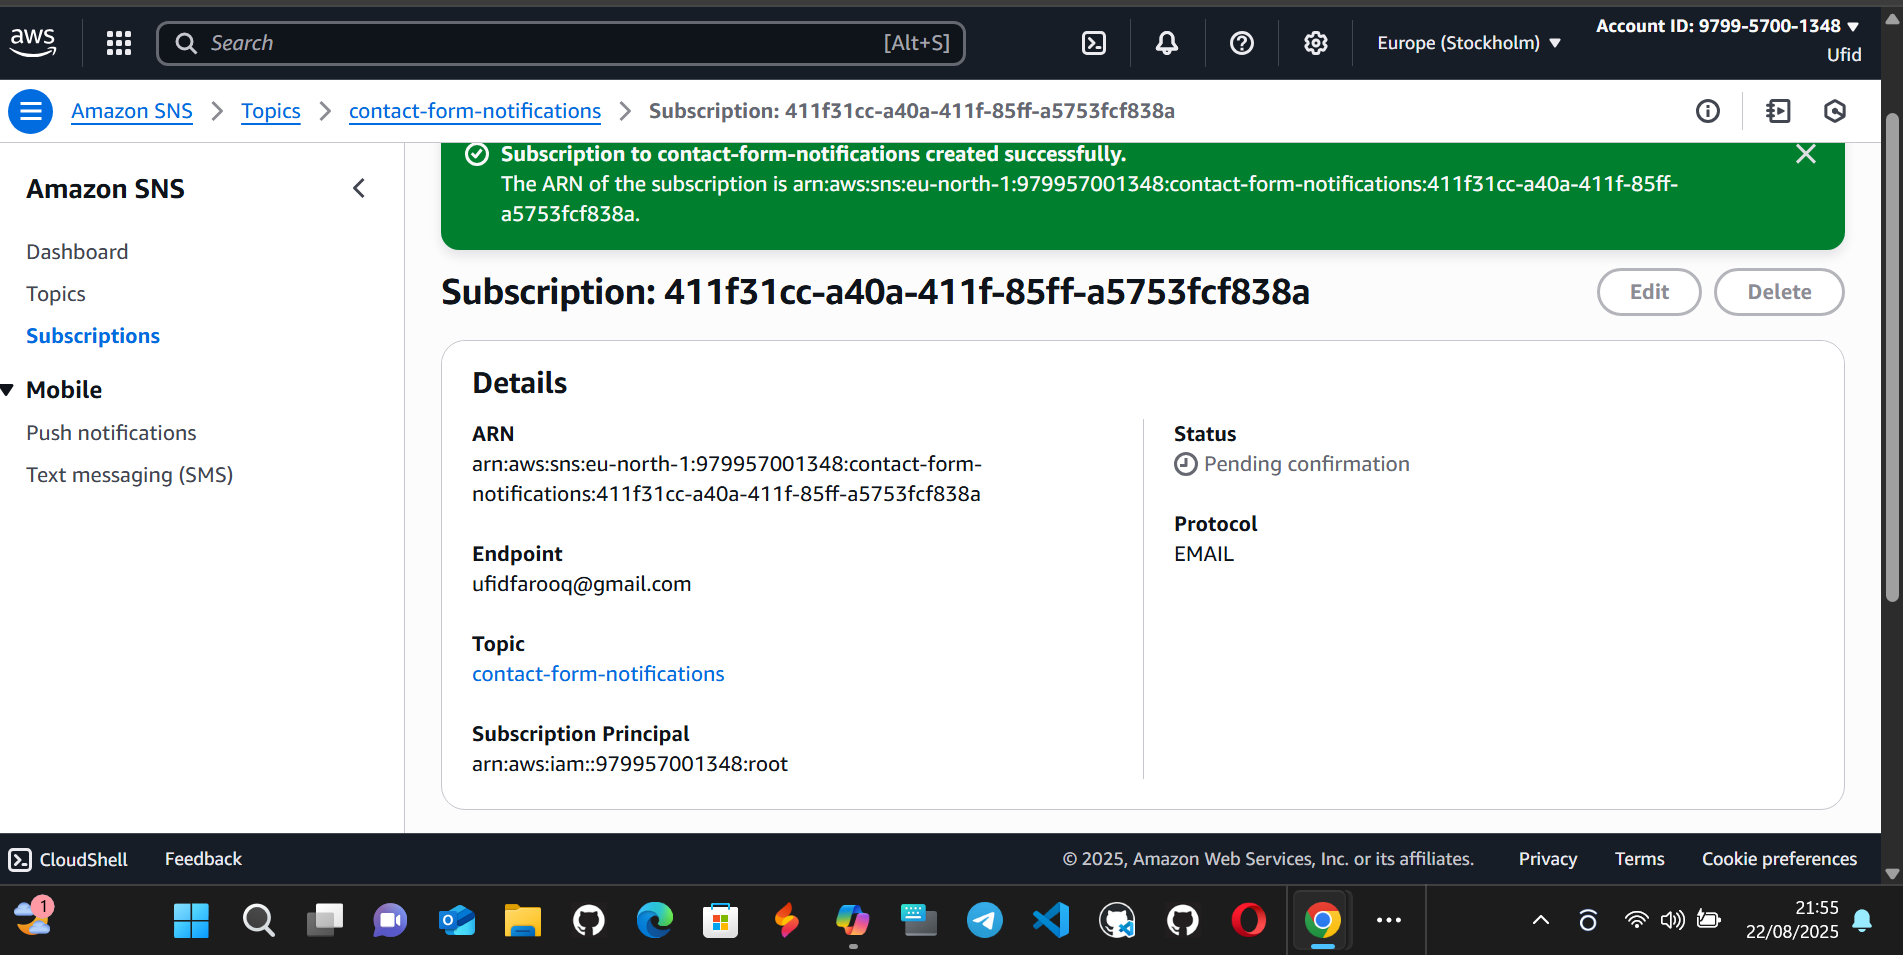 aws
Search
[Alt+S]
Europe (Stockholm)
Account ID: 9799-5700-1348
Ufid
Amazon SNS
Topics
contact-form-notifications
Subscription: 411f31cc-a40a-411f-85ff-a5753fcf838a
Amazon SNS
Dashboard
Topics
Subscriptions
Mobile
Push notifications
Text messaging (SMS)
Subscription to contact-form-notifications created successfully.
The ARN of the subscription is arn:aws:sns:eu-north-1:979957001348:contact-form-notifications:411f31cc-a40a-411f-85ff-
a5753fcf838a.
Subscription: 411f31cc-a40a-411f-85ff-a5753fcf838a
Edit
Delete
Details
ARN
arn:aws:sns:eu-north-1:979957001348:contact-form-
notifications:411f31cc-a40a-411f-85ff-a5753fcf838a
Endpoint
ufidfarooq@gmail.com
Topic
contact-form-notifications
Subscription Principal
arn:aws:iam::979957001348:root
Status
Pending confirmation
Protocol
EMAIL
CloudShell
Feedback
© 2025, Amazon Web Services, Inc. or its affiliates.
Privacy
Terms
Cookie preferences
1
21:55
22/08/2025